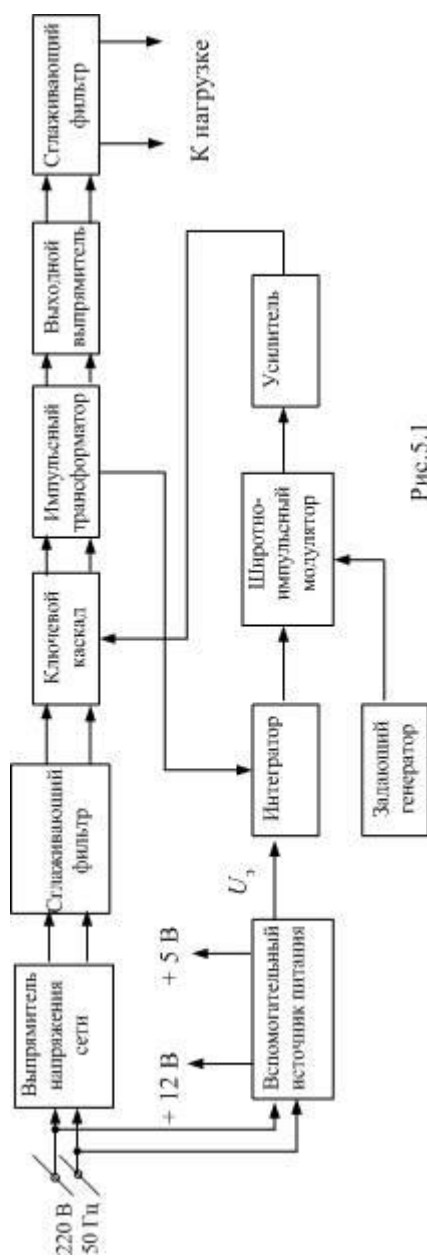 220 В
50 Гц
Выпрямитель
напряжения
сети
Сглаживающий
фильтр
Ключевой
каскад
Импульсный
трансформатор
Выходной
выпрямитель
Сглаживающий
фильтр
К нагрузке
+ 12 В
+ 5 В
Вспомогательный
источник питания
Uэ
Интегратор
Широтно-
импульсный
модулятор
Усилитель
Задающий
генератор
Рис.5.1